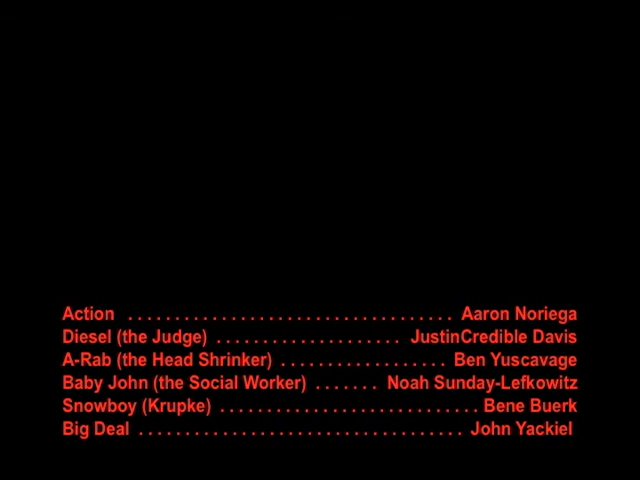 Action . . . . . . . . . . . . . . . . . . . . . . . . . . . . . . . . . . . Aaron Noriega
Diesel (the Judge) . . . . . . . . . . . . . . . . . . . . JustinCredible Davis
A-Rab (the Head Shrinker) . . . . . . . . . . . . . . . . . . Ben Yuscavage
Baby John (the Social Worker) . . . . . . . Noah Sunday-Lefkowitz
Snowboy (Krupke) . . . . . . . . . . . . . . . . . . . . . . . . . . . . Bene Buerk
Big Deal . . . . . . . . . . . . . . . . . . . . . . . . . . . . . . . . . . . John Yackiel